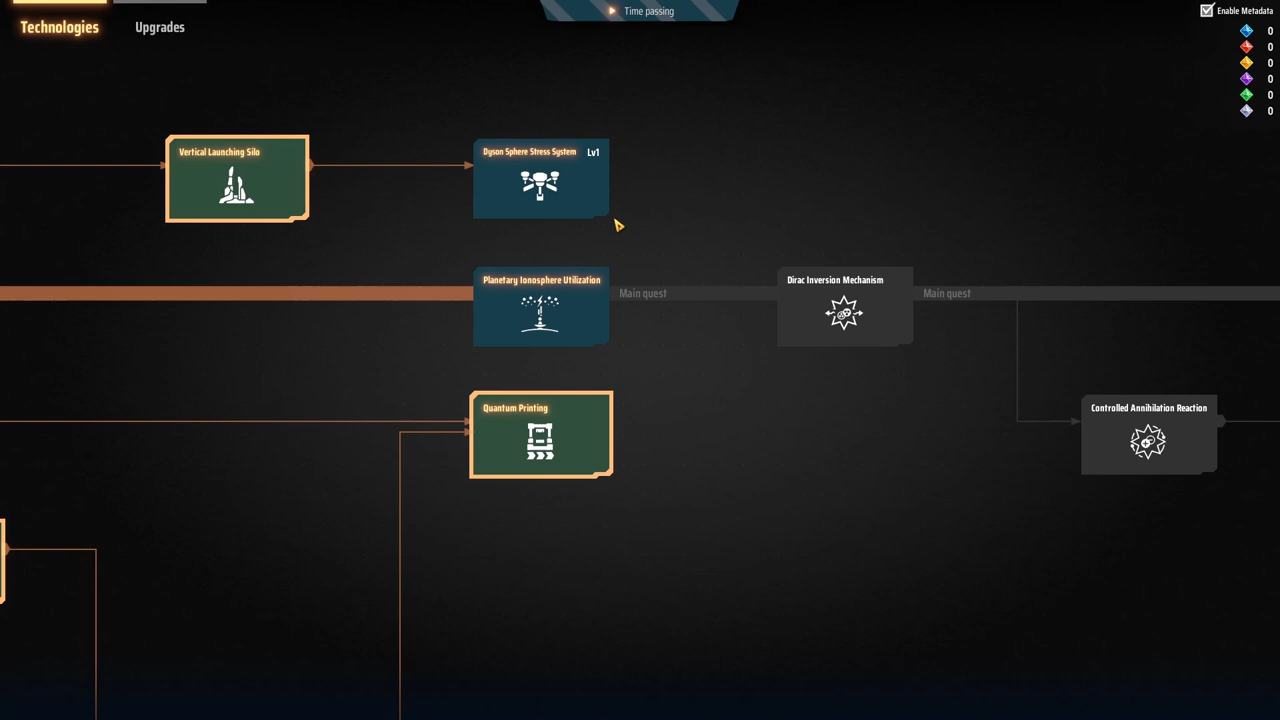 Time passing
Enable Metadata
Technologies
Upgrades
0
0
0
0
0
0
Vertical Launching Silo
Dyson Sphere Stress System
Lv1
Planetary Ionosphere Utilization
Main quest
Dirac Inversion Mechanism
Main quest
Quantum Printing
Controlled Annihilation Reaction